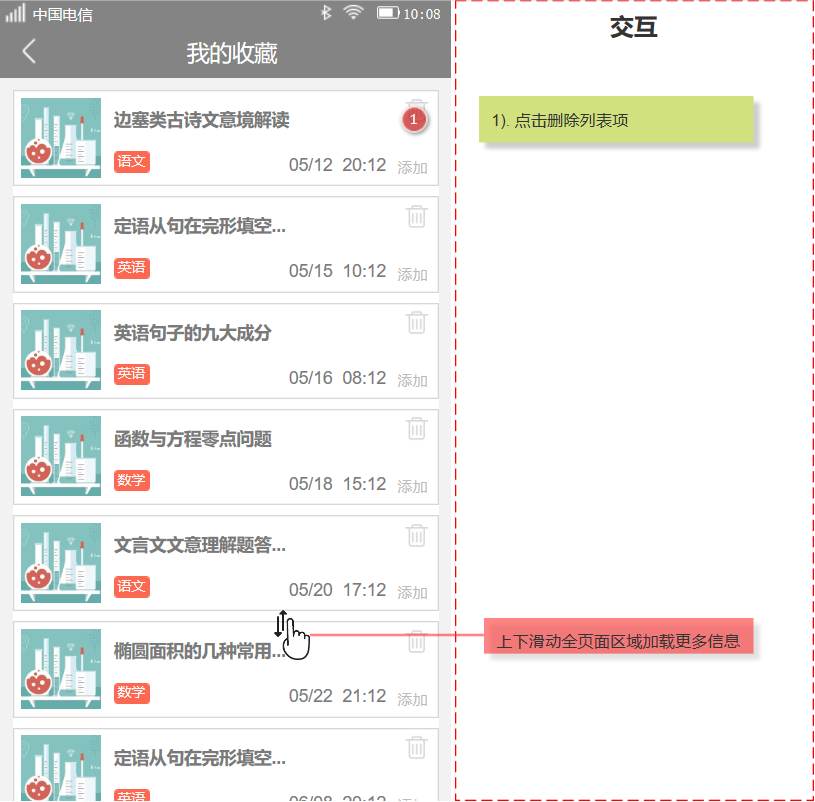 中国电信 10:08
我的收藏
边塞类古诗文意境解读
1
语文 05/12 20:12 添加
定语从句在完形填空...
英语 05/15 10:12 添加
英语句子的九大成分
英语 05/16 08:12 添加
函数与方程零点问题
数学 05/18 15:12 添加
文言文文意理解题答...
语文 05/20 17:12 添加
椭圆面积的几种常用...
数学 05/22 21:12 添加
定语从句在完形填空...
英语 06/08 20:12 添加
交互
1). 点击删除列表项
上下滑动全页面区域加载更多信息